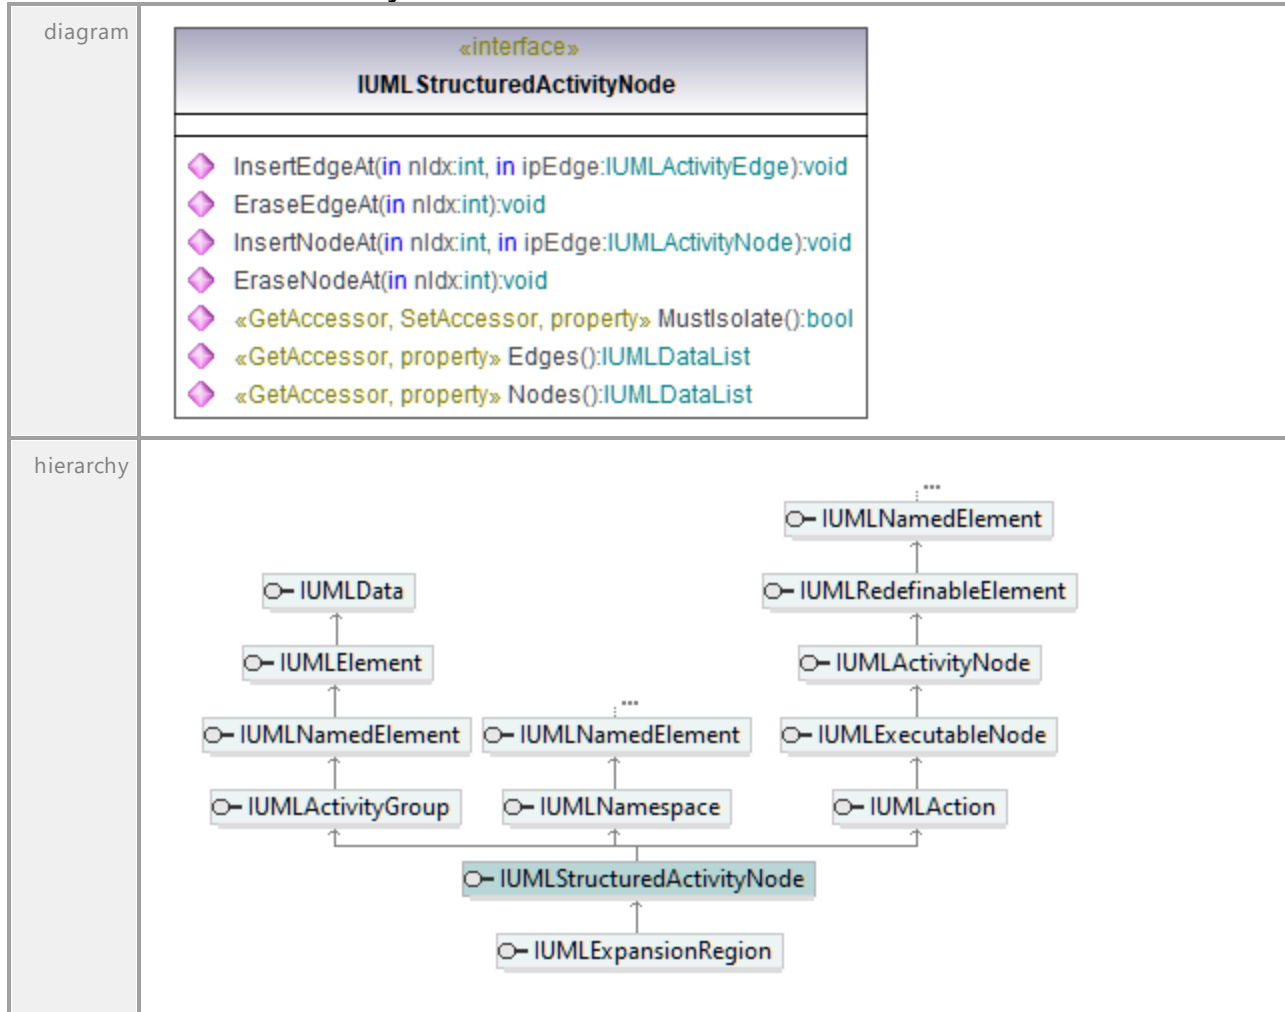 diagram
«interface»
IUMLStructuredActivityNode
InsertEdgeAt(in nIdx:int, in ipEdge:IUMLActivityEdge):void
EraseEdgeAt(in nIdx:int):void
InsertNodeAt(in nIdx:int, in ipEdge:IUMLActivityNode):void
EraseNodeAt(in nIdx:int):void
«GetAccessor, SetAccessor, property» MustIsolate():bool
«GetAccessor, property» Edges():IUMLDataList
«GetAccessor, property» Nodes():IUMLDataList
hierarchy
...
IUMLNamedElement
IUMLData
IUMLRedefinableElement
IUMLElement
IUMLActivityNode
...
IUMLNamedElement
IUMLNamedElement
IUMLExecutableNode
IUMLActivityGroup
IUMLNamespace
IUMLAction
IUMLStructuredActivityNode
IUMLExpansionRegion